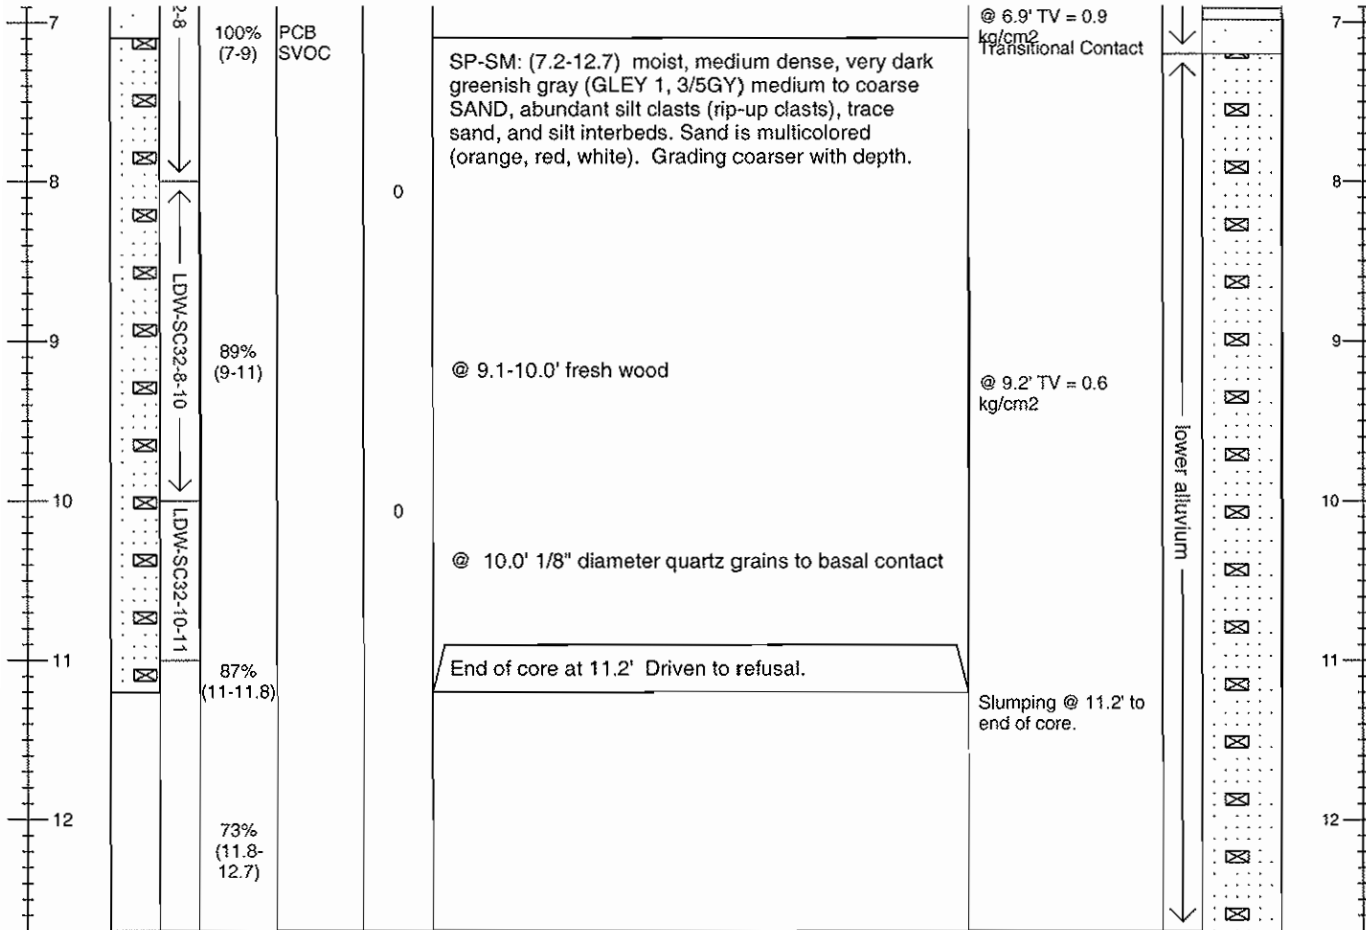 7
2-8
100%
(7-9)
PCB
SVOC
@ 6.9' TV = 0.9
kg/cm2
Transitional Contact
7
SP-SM: (7.2-12.7) moist, medium dense, very dark
greenish gray (GLEY 1, 3/5GY) medium to coarse
SAND, abundant silt clasts (rip-up clasts), trace
sand, and silt interbeds. Sand is multicolored
(orange, red, white). Grading coarser with depth.
8
0
8
LDW-SC32-8-10
9
89%
(9-11)
@ 9.1-10.0' fresh wood
@ 9.2' TV = 0.6
kg/cm2
9
lower alluvium
10
0
10
LDW-SC32-10-11
@ 10.0' 1/8" diameter quartz grains to basal contact
11
87%
(11-11.8)
End of core at 11.2' Driven to refusal.
Slumping @ 11.2' to
end of core.
11
12
73%
(11.8-
12.7)
12